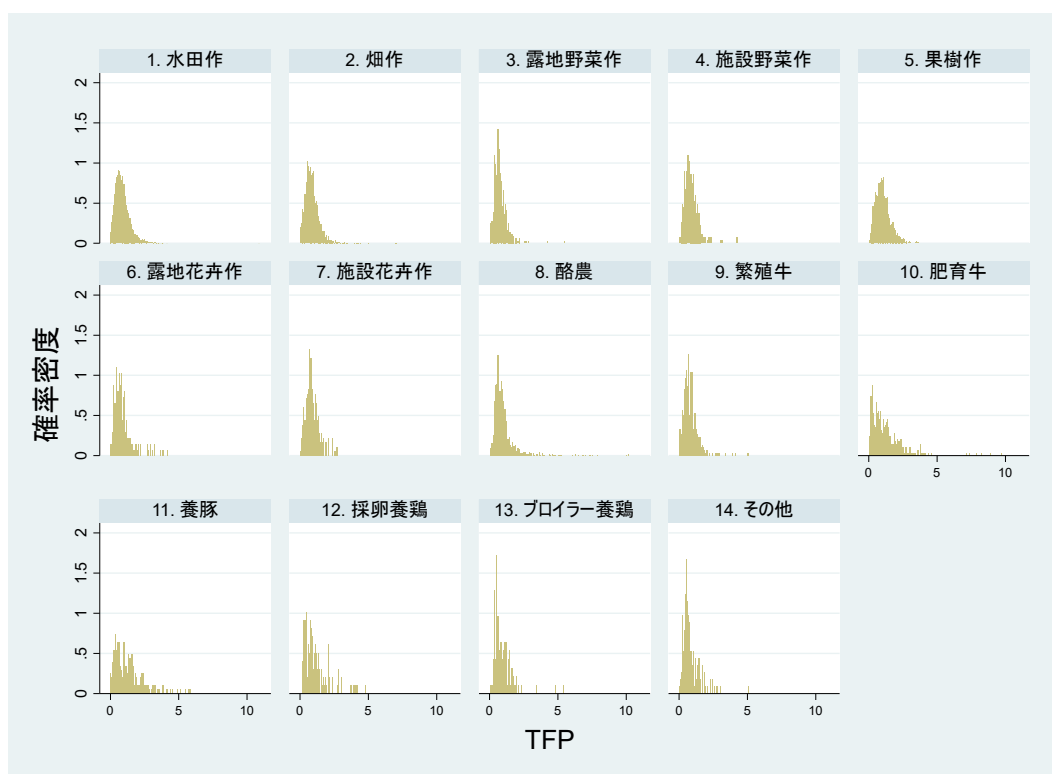 1. 水田作
2. 畑作
3. 露地野菜作
4. 施設野菜作
5. 果樹作
2
1.5
1
.5
0
6. 露地花卉作
7. 施設花卉作
8. 酪農
9. 繁殖牛
10. 肥育牛
2
1.5
1
.5
0
0 5 10
11. 養豚
12. 採卵養鶏
13. ブロイラー養鶏
14. その他
2
1.5
1
.5
0
0 5 10
0 5 10
0 5 10
0 5 10
確率密度
TFP